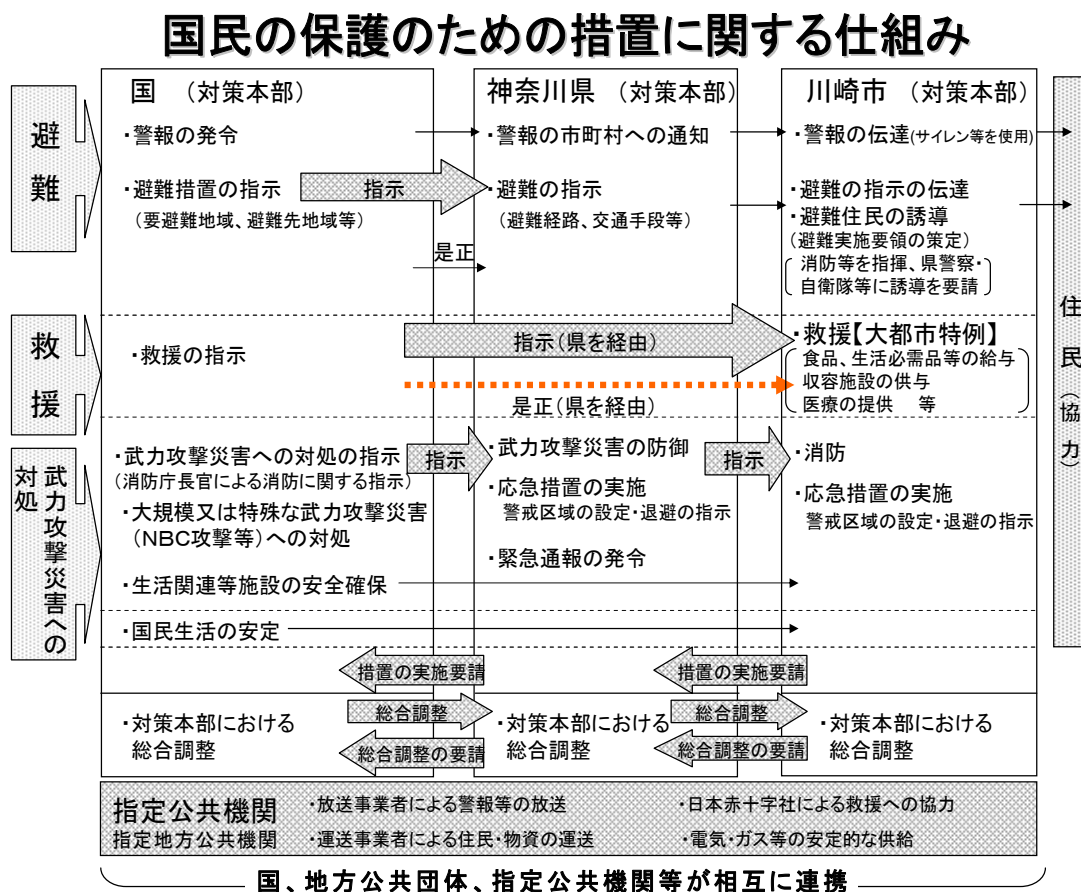 国民の保護のための措置に関する仕組み
避難
国 (対策本部)
・警報の発令
・避難措置の指示
(要避難地域、避難先地域等)
指示
是正
神奈川県 (対策本部)
・警報の市町村への通知
・避難の指示
(避難経路、交通手段等)
川崎市 (対策本部)
・警報の伝達(サイレン等を使用)
・避難の指示の伝達
・避難住民の誘導
(避難実施要領の策定)
消防等を指揮、県警察・
自衛隊等に誘導を要請
住民(協力)
救援
・救援の指示
指示(県を経由)
是正(県を経由)
・救援【大都市特例】
食品、生活必需品等の給与
収容施設の供与
医療の提供 等
武力攻撃災害への
対処
・武力攻撃災害への対処の指示
(消防庁長官による消防に関する指示)
・大規模又は特殊な武力攻撃災害
(NBC攻撃等)への対処
・生活関連等施設の安全確保
・国民生活の安定
指示
・武力攻撃災害の防御
・応急措置の実施
警戒区域の設定・退避の指示
・緊急通報の発令
指示
・消防
・応急措置の実施
警戒区域の設定・退避の指示
措置の実施要請
措置の実施要請
・対策本部における
総合調整
総合調整
総合調整の要請
・対策本部における
総合調整
総合調整
総合調整の要請
・対策本部における
総合調整
指定公共機関
指定地方公共機関
・放送事業者による警報等の放送
・運送事業者による住民・物資の運送
・日本赤十字社による救援への協力
・電気・ガス等の安定的な供給
国、地方公共団体、指定公共機関等が相互に連携